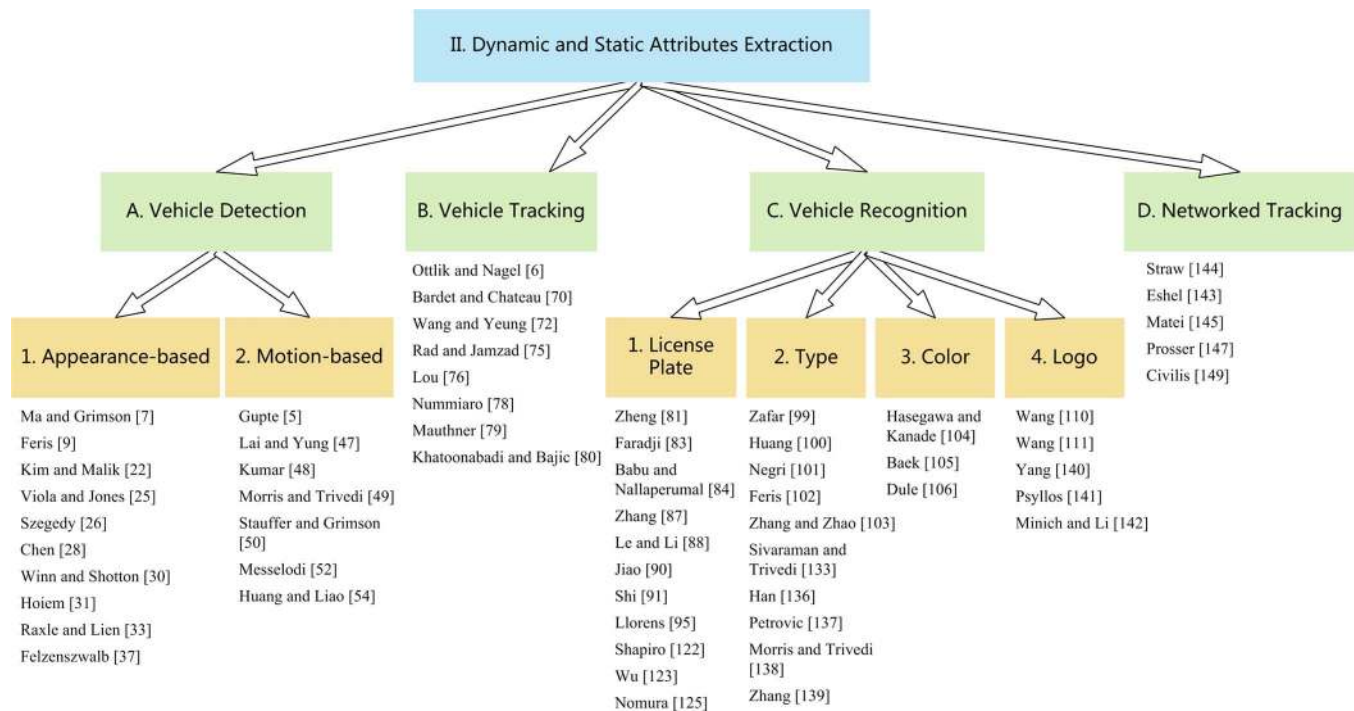 II. Dynamic and Static Attributes Extraction
A. Vehicle Detection
B. Vehicle Tracking
C. Vehicle Recognition
D. Networked Tracking
1. Appearance-based
Ma and Grimson [7]
Feris [9]
Kim and Malik [22]
Viola and Jones [25]
Szegedy [26]
Chen [28]
Winn and Shotton [30]
Hoiem [31]
Raxle and Lien [33]
Felzenszwalb [37]
2. Motion-based
Gupte [5]
Lai and Yung [47]
Kumar [48]
Morris and Trivedi [49]
Stauffer and Grimson
[50]
Messelodi [52]
Huang and Liao [54]
Ottlik and Nagel [6]
Bardet and Chateau [70]
Wang and Yeung [72]
Rad and Jamzad [75]
Lou [76]
Nummiaro [78]
Mauthner [79]
Khatoonabadi and Bajic [80]
1. License
Plate
Zheng [81]
Faradji [83]
Babu and
Nallaperumal [84]
Zhang [87]
Le and Li [88]
Jiao [90]
Shi [91]
Llorens [95]
Shapiro [122]
Wu [123]
Nomura [125]
2. Type
Zafar [99]
Huang [100]
Negri [101]
Feris [102]
Zhang and Zhao [103]
Sivaraman and
Trivedi [133]
Han [136]
Petrovic [137]
Morris and Trivedi
[138]
Zhang [139]
3. Color
Hasegawa and
Kanade [104]
Baek [105]
Dule [106]
4. Logo
Wang [110]
Wang [111]
Yang [140]
Psyllos [141]
Minich and Li [142]
Straw [144]
Eshel [143]
Matei [145]
Prosser [147]
Civilis [149]